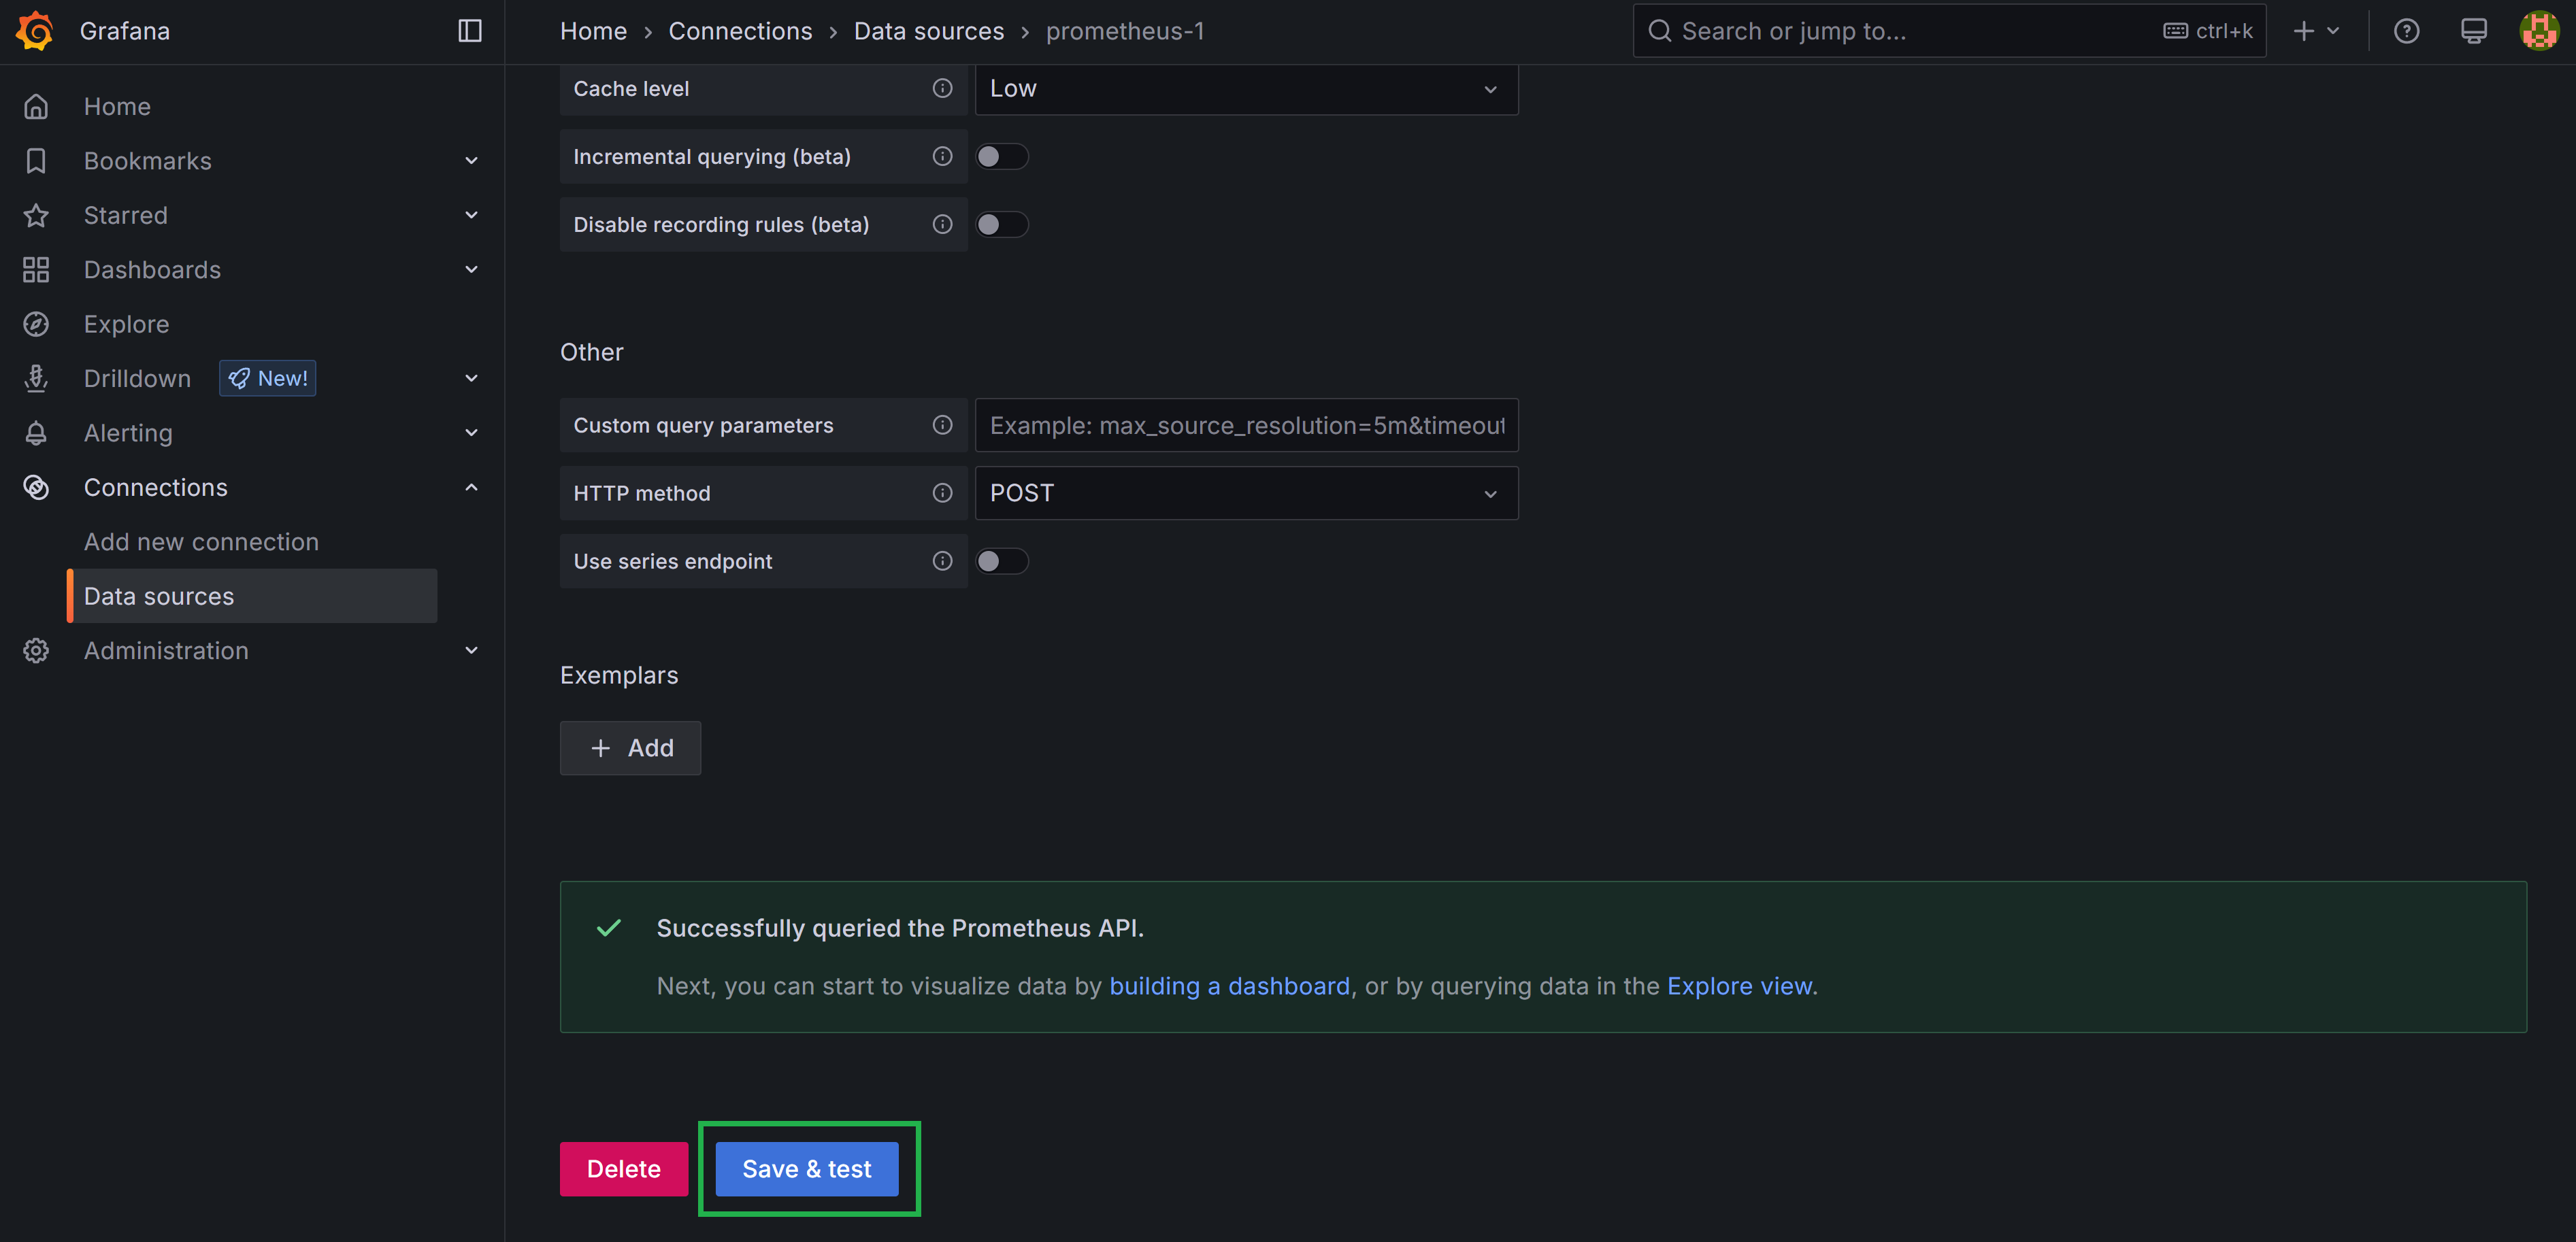 Grafana
Home › Connections › Data sources › prometheus-1
Search or jump to...
ctrl+k
Home
Bookmarks
Starred
Dashboards
Explore
Drilldown
New!
Alerting
Connections
Add new connection
Data sources
Administration
Cache level
Low
Incremental querying (beta)
Disable recording rules (beta)
Other
Custom query parameters
Example: max_source_resolution=5m&timeout
HTTP method
POST
Use series endpoint
Exemplars
+ Add
Successfully queried the Prometheus API.
Next, you can start to visualize data by building a dashboard, or by querying data in the Explore view.
Delete
Save & test